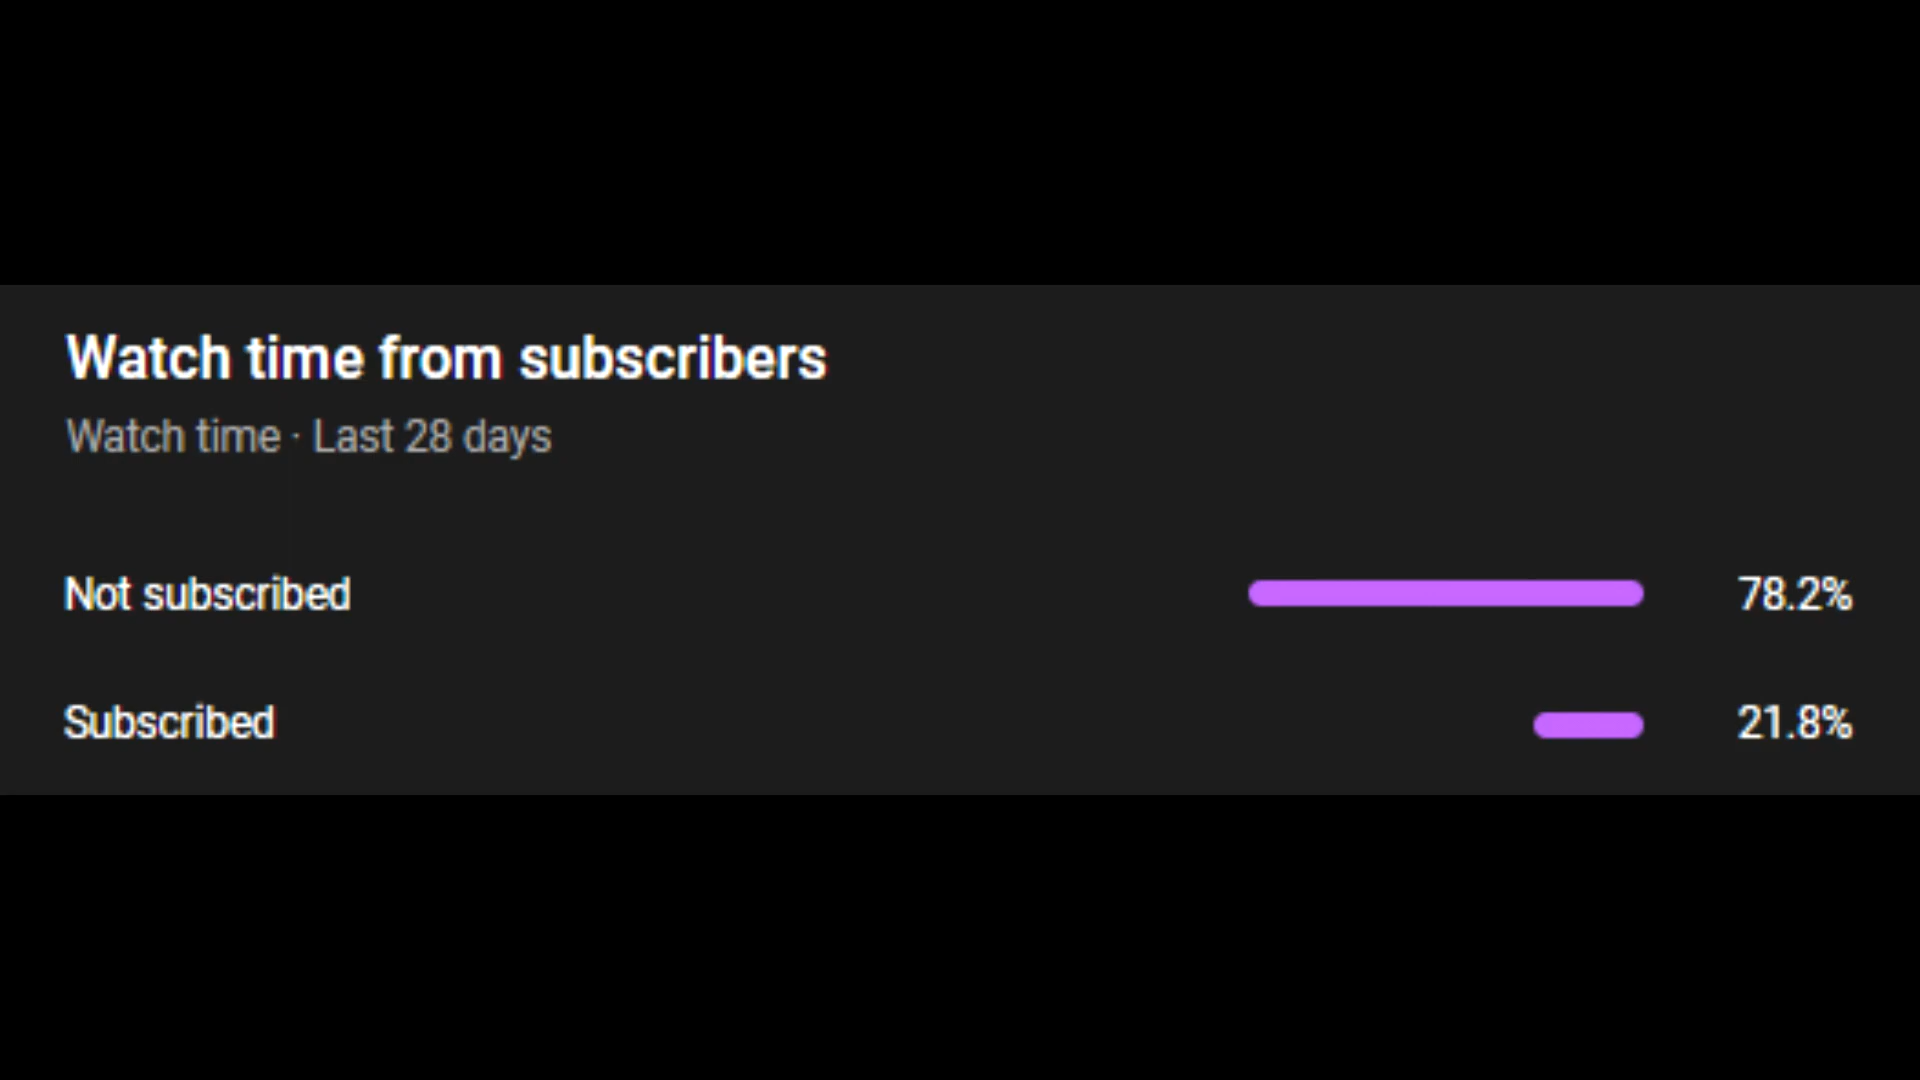 Watch time from subscribers
Watch time · Last 28 days
Not subscribed 78.2%
Subscribed 21.8%